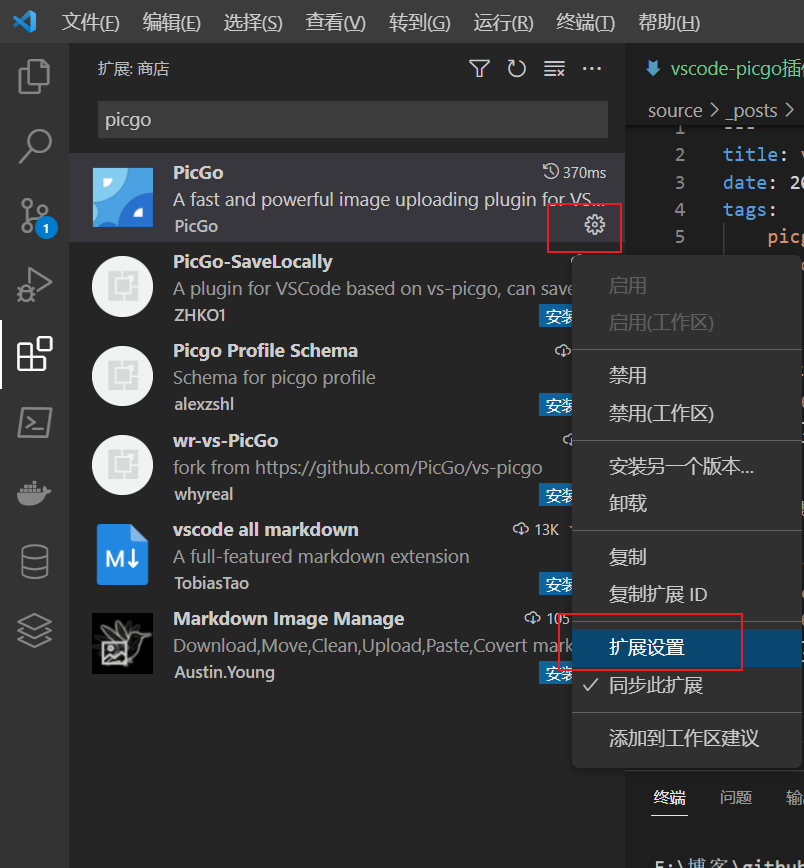 文件(F) 编辑(E) 选择(S) 查看(V) 转到(G) 运行(R) 终端(T) 帮助(H)
扩展: 商店
picgo
PicGo 370ms
A fast and powerful image uploading plugin for VS...
PicGo
PicGo-SaveLocally
A plugin for VSCode based on vs-picgo, can save
ZHKO1 安装
Picgo Profile Schema
Schema for picgo profile
alexzshl 安装
wr-vs-PicGo
fork from https://github.com/PicGo/vs-picgo
whyreal 安装
vscode all markdown 13K
A full-featured markdown extension
TobiasTao 安装
Markdown Image Manage 105
Download,Move,Clean,Upload,Paste,Covert mark
Austin.Young 安装
1
启用
启用(工作区)
禁用
禁用(工作区)
安装另一个版本...
卸载
复制
复制扩展 ID
扩展设置
同步此扩展
添加到工作区建议
vscode-picgo插
source > _posts >
1 ---
2 title:
3 date: 20
4 tags:
5 picg
终端 问题 输
E:\博客\github